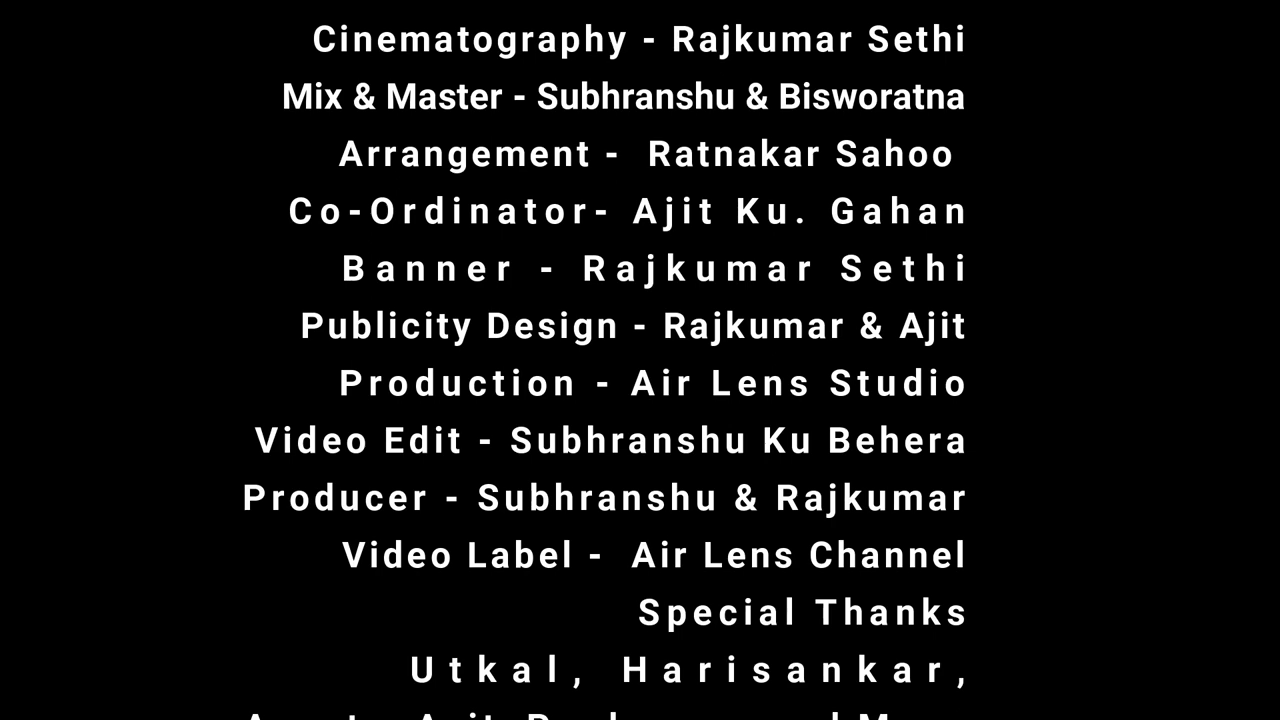 Cinematography - Rajkumar Sethi
Mix & Master - Subhranshu & Bisworatna
Arrangement - Ratnakar Sahoo
Co-Ordinator- Ajit Ku. Gahan
Banner - Rajkumar Sethi
Publicity Design - Rajkumar & Ajit
Production - Air Lens Studio
Video Edit - Subhranshu Ku Behera
Producer - Subhranshu & Rajkumar
Video Label - Air Lens Channel
Special Thanks
Utkal, Harisankar,